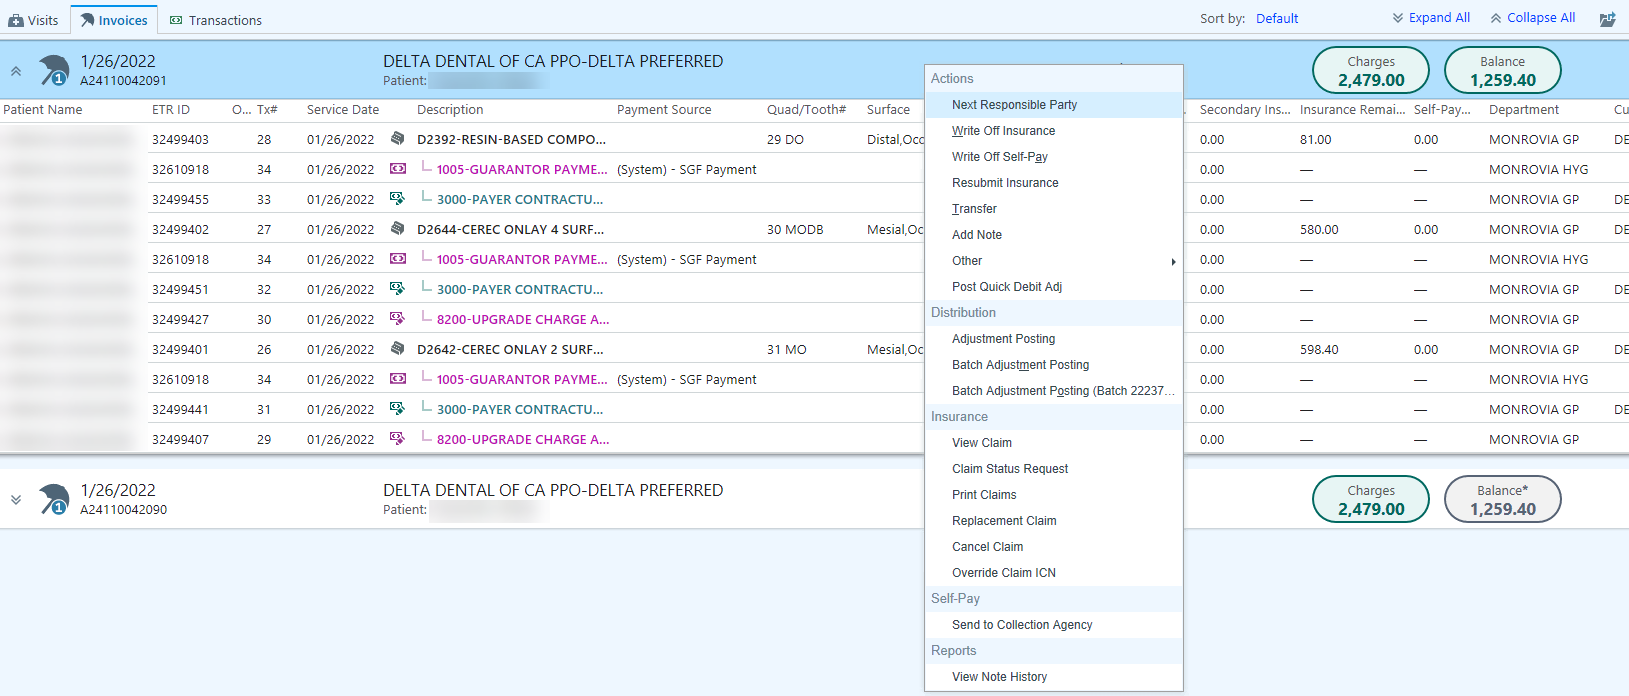 Visits Invoices Transactions Sort by: Default Expand All Collapse All
1/26/2022 DELTA DENTAL OF CA PPO-DELTA PREFERRED Charges Balance
A24110042091 Patient: 2,479.00 1,259.40
Patient Name ETR ID O... Tx# Service Date Description Payment Source Quad/Tooth# Surface Secondary Ins... Insurance Remai... Self-Pay... Department Cu
32499403 28 01/26/2022 D2392-RESIN-BASED COMPO... 29 DO Distal,Occ 0.00 81.00 0.00 MONROVIA GP DE
32610918 34 01/26/2022 1005-GUARANTOR PAYME... (System) - SGF Payment 0.00 — — MONROVIA HYG
32499455 33 01/26/2022 3000-PAYER CONTRACTU... 0.00 — — MONROVIA GP DE
32499402 27 01/26/2022 D2644-CEREC ONLAY 4 SURF... 30 MODB Mesial,Oc 0.00 580.00 0.00 MONROVIA GP DE
32610918 34 01/26/2022 1005-GUARANTOR PAYME... (System) - SGF Payment 0.00 — — MONROVIA HYG
32499451 32 01/26/2022 3000-PAYER CONTRACTU... 0.00 — — MONROVIA GP DE
32499427 30 01/26/2022 8200-UPGRADE CHARGE A... 0.00 — — MONROVIA GP
32499401 26 01/26/2022 D2642-CEREC ONLAY 2 SURF... 31 MO Mesial,Oc 0.00 598.40 0.00 MONROVIA GP DE
32610918 34 01/26/2022 1005-GUARANTOR PAYME... (System) - SGF Payment 0.00 — — MONROVIA HYG
32499441 31 01/26/2022 3000-PAYER CONTRACTU... 0.00 — — MONROVIA GP DE
32499407 29 01/26/2022 8200-UPGRADE CHARGE A... 0.00 — — MONROVIA GP
1/26/2022 DELTA DENTAL OF CA PPO-DELTA PREFERRED Charges Balance*
A24110042090 Patient: 2,479.00 1,259.40
Actions
Next Responsible Party
Write Off Insurance
Write Off Self-Pay
Resubmit Insurance
Transfer
Add Note
Other
Post Quick Debit Adj
Distribution
Adjustment Posting
Batch Adjustment Posting
Batch Adjustment Posting (Batch 22237...
Insurance
View Claim
Claim Status Request
Print Claims
Replacement Claim
Cancel Claim
Override Claim ICN
Self-Pay
Send to Collection Agency
Reports
View Note History